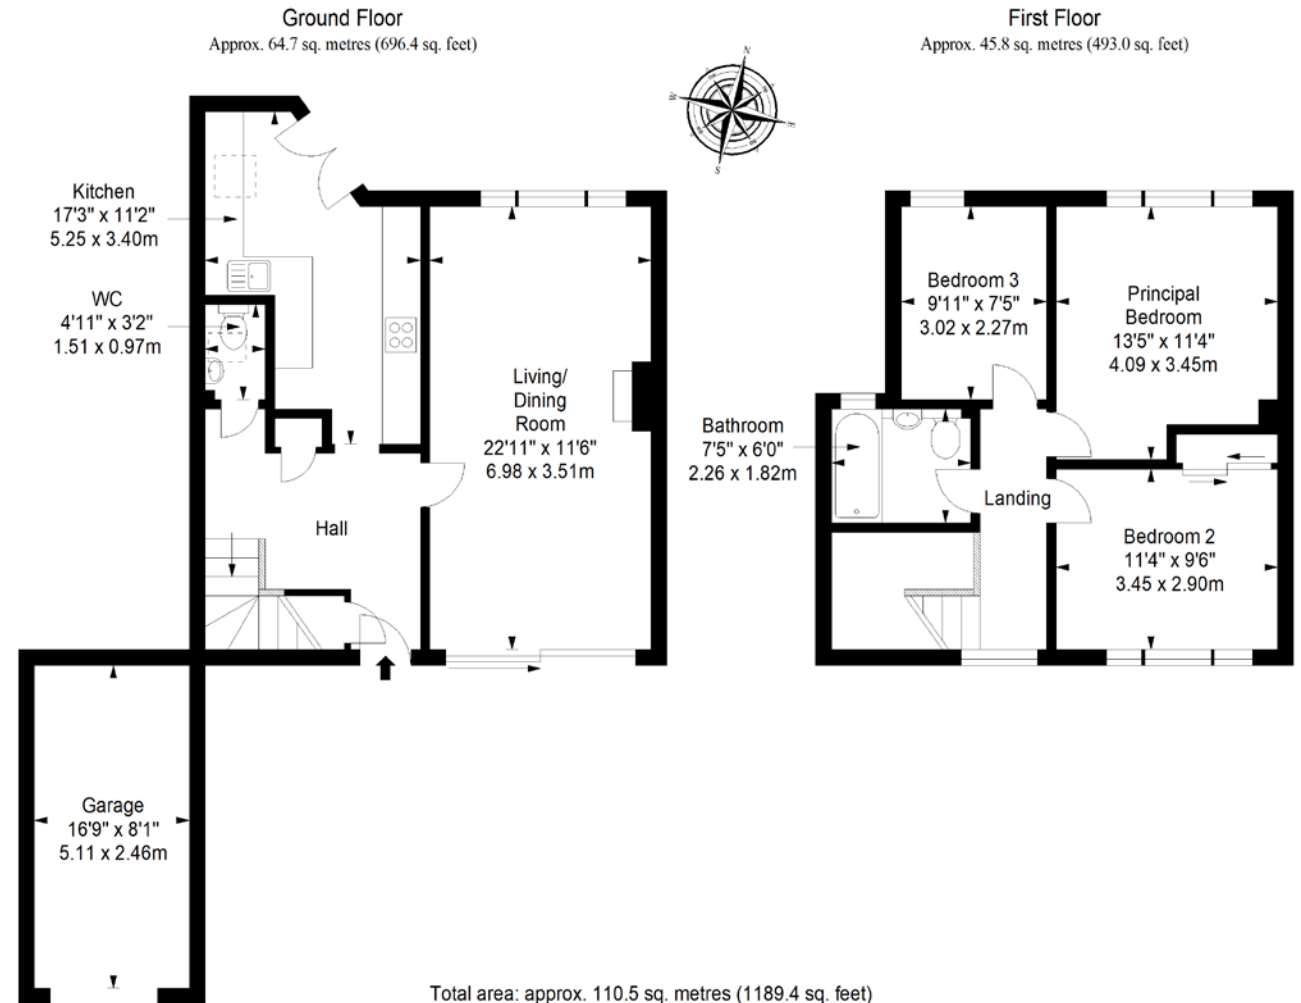 Ground Floor
Approx. 64.7 sq. metres (696.4 sq. feet)
First Floor
Approx. 45.8 sq. metres (493.0 sq. feet)
N
W
E
S
Kitchen
17'3" x 11'2"
5.25 x 3.40m
WC
4'11" x 3'2"
1.51 x 0.97m
Living/
Dining
Room
22'11" x 11'6"
6.98 x 3.51m
Hall
Garage
16'9" x 8'1"
5.11 x 2.46m
Bedroom 3
9'11" x 7'5"
3.02 x 2.27m
Principal
Bedroom
13'5" x 11'4"
4.09 x 3.45m
Bathroom
7'5" x 6'0"
2.26 x 1.82m
Landing
Bedroom 2
11'4" x 9'6"
3.45 x 2.90m
Total area: approx. 110.5 sq. metres (1189.4 sq. feet)